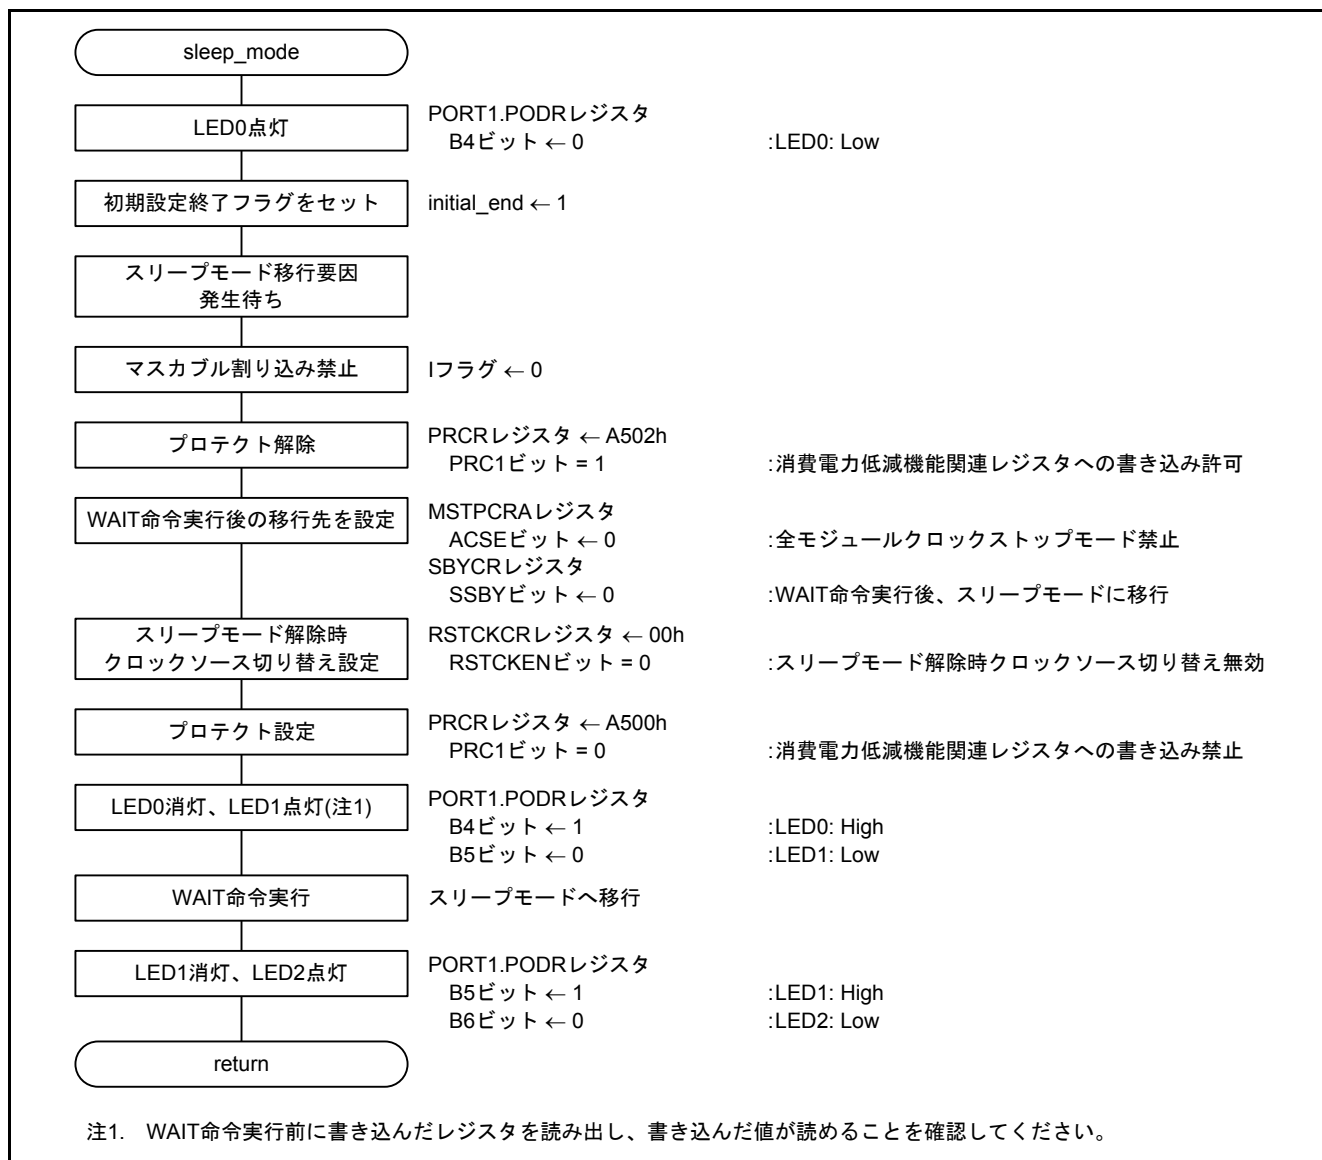 sleep_mode
LED0点灯
PORT1.PODRレジスタ
B4ビット ← 0 :LED0: Low
初期設定終了フラグをセット
initial_end ← 1
スリープモード移行要因
発生待ち
マスカブル割り込み禁止
Iフラグ ← 0
プロテクト解除
PRCRレジスタ ← A502h
PRC1ビット = 1 :消費電力低減機能関連レジスタへの書き込み許可
WAIT命令実行後の移行先を設定
MSTPCRAレジスタ
ACSEビット ← 0 :全モジュールクロックストップモード禁止
SBYCRレジスタ
SSBYビット ← 0 :WAIT命令実行後、スリープモードに移行
スリープモード解除時
クロックソース切り替え設定
RSTCKCRレジスタ ← 00h
RSTCKENビット = 0 :スリープモード解除時クロックソース切り替え無効
プロテクト設定
PRCRレジスタ ← A500h
PRC1ビット = 0 :消費電力低減機能関連レジスタへの書き込み禁止
LED0消灯、LED1点灯(注1)
PORT1.PODRレジスタ
B4ビット ← 1 :LED0: High
B5ビット ← 0 :LED1: Low
WAIT命令実行
スリープモードへ移行
LED1消灯、LED2点灯
PORT1.PODRレジスタ
B5ビット ← 1 :LED1: High
B6ビット ← 0 :LED2: Low
return
注1. WAIT命令実行前に書き込んだレジスタを読み出し、書き込んだ値が読めることを確認してください。